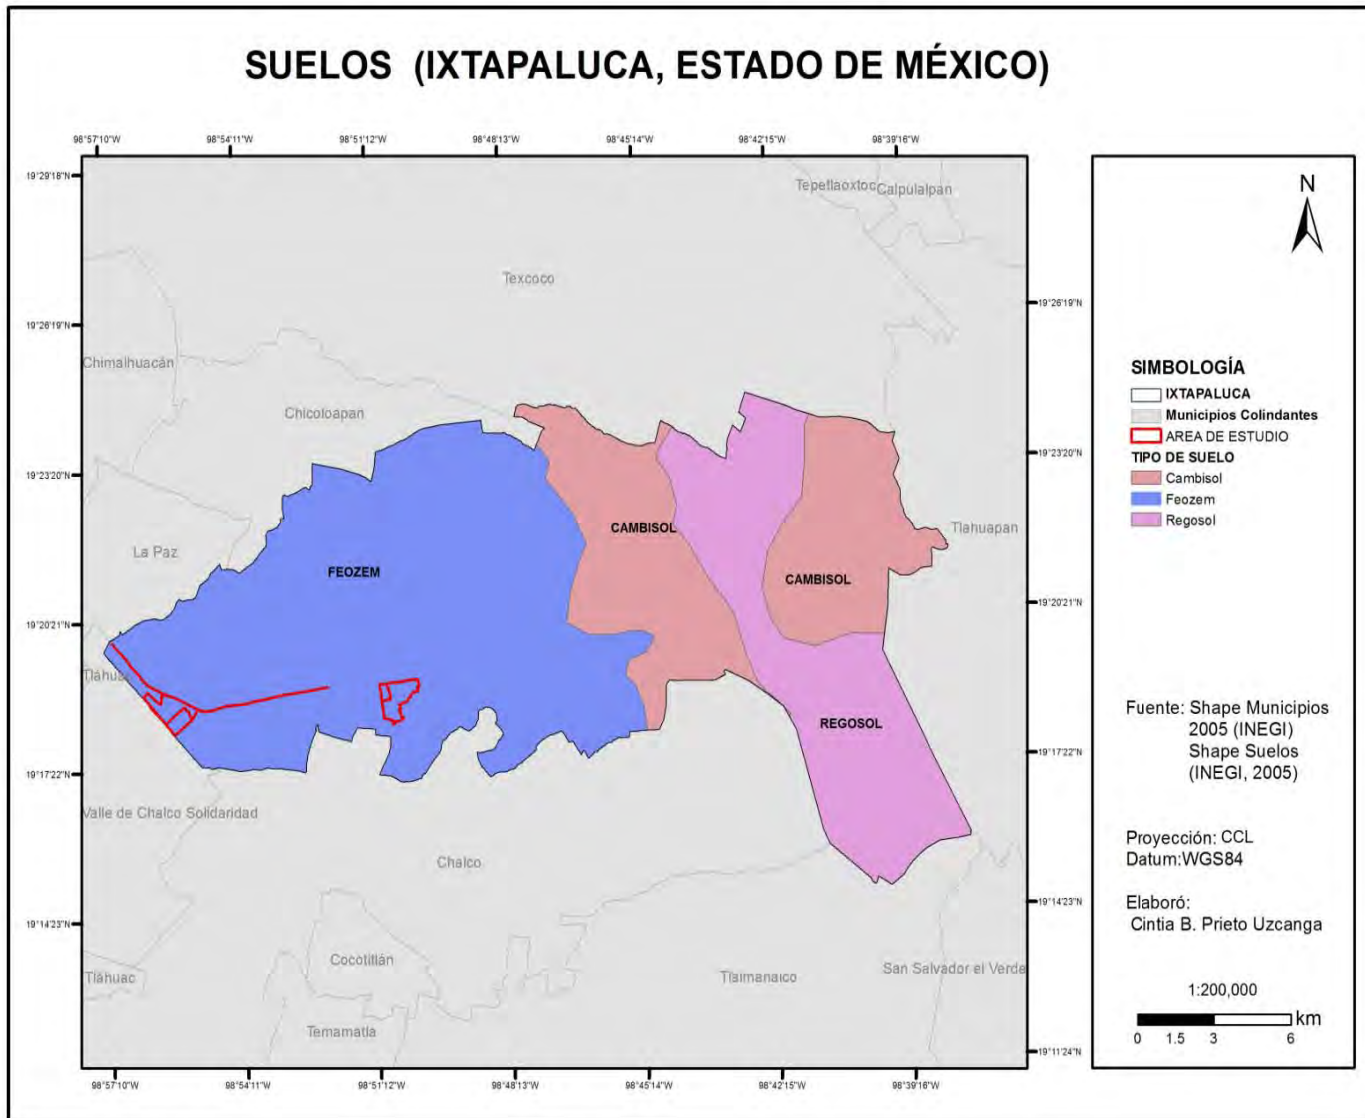 SUELOS (IXTAPALUCA, ESTADO DE MÉXICO)
98°57'10"W 98°54'11"W 98°51'12"W 98°48'13"W 98°45'14"W 98°42'15"W 98°39'16"W
19°29'18"N
Tepetlaoxtoc Calpulalpan
N
Texcoco
19°26'19"N
19°26'19"N
Chimalhuacán
SIMBOLOGÍA
IXTAPALUCA
Municipios Colindantes
AREA DE ESTUDIO
TIPO DE SUELO
Cambisol
Feozem
Regosol
Chicoloapan
19°23'20"N
19°23'20"N
La Paz
CAMBISOL
Tlahuapan
FEOZEM
CAMBISOL
19°20'21"N
19°20'21"N
REGOSOL
19°17'22"N
19°17'22"N
Fuente: Shape Municipios
2005 (INEGI)
Shape Suelos
(INEGI, 2005)
Valle de Chalco Solidaridad
Chalco
Proyección: CCL
Datum:WGS84
19°14'23"N
19°14'23"N
Elaboró:
Cintia B. Prieto Uzcanga
Cocotitlán
Tláhuac
Tlalmanalco
San Salvador el Verde
Temamatla
1:200,000
km
0 1.5 3 6
19°11'24"N
98°57'10"W 98°54'11"W 98°51'12"W 98°48'13"W 98°45'14"W 98°42'15"W 98°39'16"W